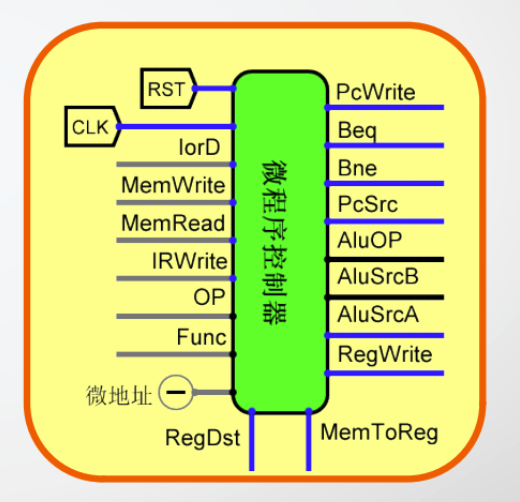 RST
CLK
IorD
MemWrite
MemRead
IRWrite
OP
Func
微地址
微程序控制器
PcWrite
Beq
Bne
PcSrc
AluOP
AluSrcB
AluSrcA
RegWrite
RegDst
MemToReg